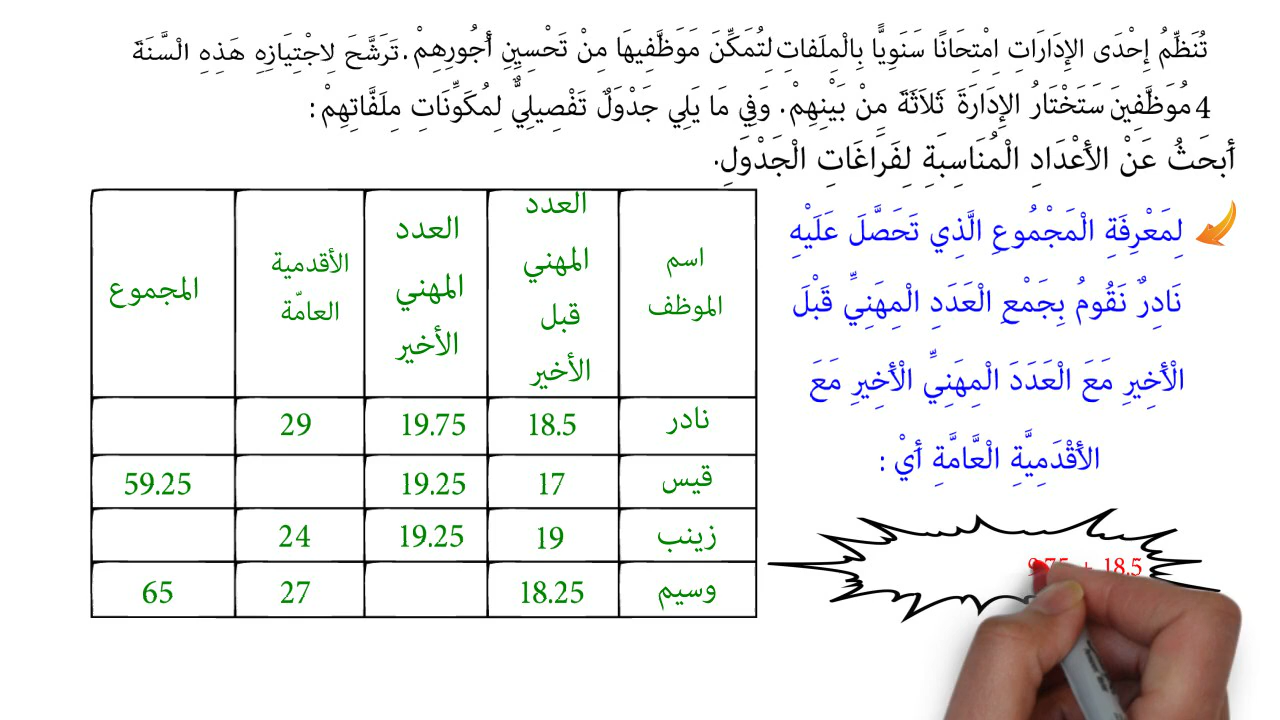 تُنَظِّمُ إِحْدَى الإِدَارَاتِ امْتِحَانًا سَنَوِيًّا بِالْمِلَفاتِ لِتُمَكِّنَ مَوَظَّفِيهَا مِنْ تَحْسِينِ أُجُورِهِمْ. تَرَشَّحَ لِاجْتِيَازِهِ هَذِهِ الْسَّنَةَ
4 مُوَظَّفِينَ سَتَخْتَارُ الإِدَارَةَ ثَلَاثَةَ مِنْ بَيْنِهِمْ. وَفِي مَا يَلِي جَدْوَلٌ تَفْصِيلِيٌّ لِمُكَوِّنَاتِ مِلَفَّاتِهِمْ :
أَبحَثُ عَنْ الأَعْدَادِ الْمُنَاسِبَةِ لِفَرَاغَاتِ الْجَدْوَلِ.
لِمَعْرِفَةِ الْمَجْمُوعِ الَّذِي تَحَصَّلَ عَلَيْهِ
نَادِرٌ نَقُومُ بِجَمْعِ الْعَدَدِ الْمِهَنِيِّ قَبْلَ
الْأَخِيرِ مَعَ الْعَدَدَ الْمِهَنِيِّ الْأَخِيرِ مَعَ
الأَقْدَمِيَّةِ الْعَّامَّةِ أَيْ :
18.5 +
اسم الموظف العدد المهني قبل الأخير العدد المهني الأخير الأقدمية العامّة المجموع
نادر 18.5 19.75 29
قيس 17 19.25 59.25
زينب 19 19.25 24
وسيم 18.25 27 65